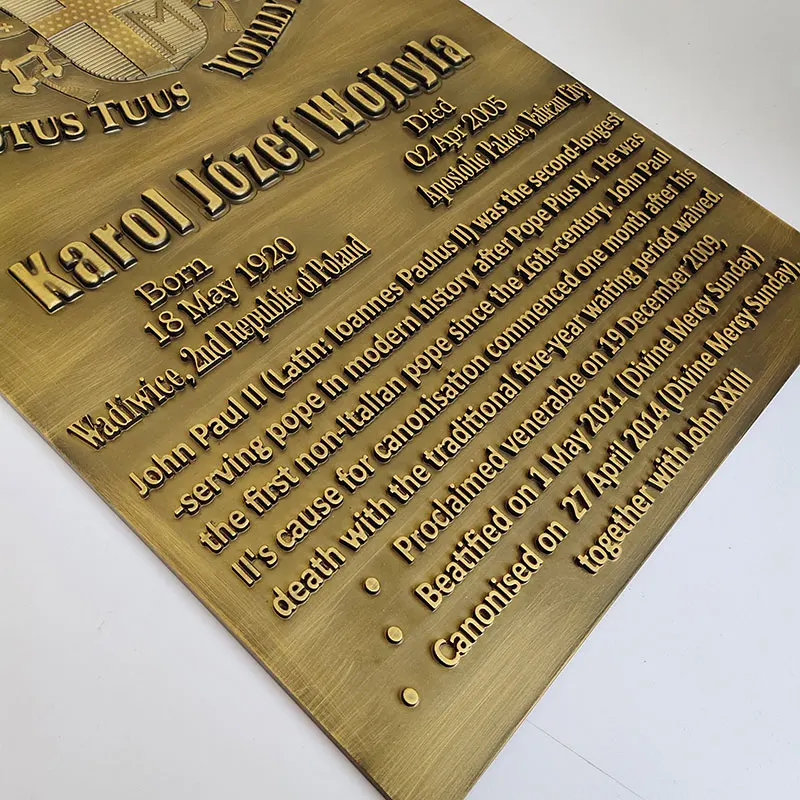 M
OTUS TUUS
TOTALLY
Karol Józef Wojtyla
Born
18 May 1920
Wadiwice, 2nd Republic of Poland
Died
02 Apr 2005
Apostolic Palace, Vatican City
John Paul II (Latin: Ioannes Paulus II) was the second-longest
-serving pope in modern history after Pope Pius IX. He was
the first non-Italian pope since the 16th-century. John Paul
II's cause for canonisation commenced one month after his
death with the traditional five-year waiting period waived.
• Proclaimed venerable on 19 December 2009,
• Beatified on 1 May 2011 (Divine Mercy Sunday)
• Canonised on 27 April 2014 (Divine Mercy Sunday)
together with John XXIII